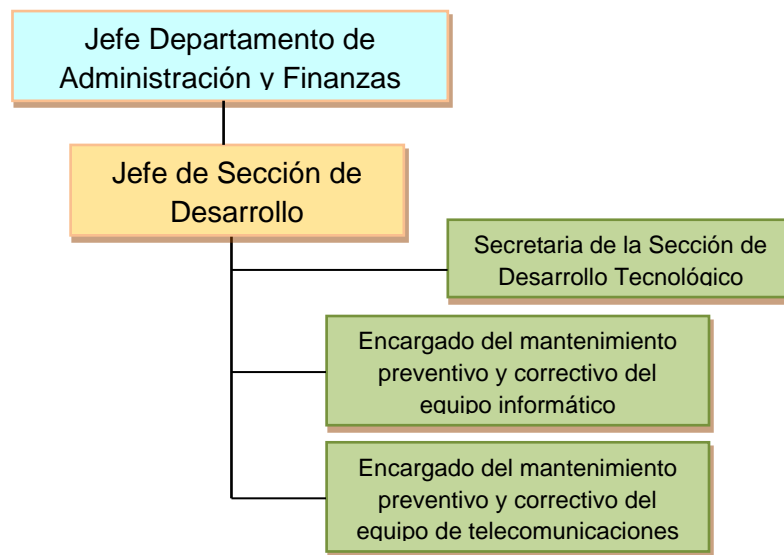 Jefe Departamento de
Administración y Finanzas
Jefe de Sección de
Desarrollo
Secretaria de la Sección de
Desarrollo Tecnológico
Encargado del mantenimiento
preventivo y correctivo del
equipo informático
Encargado del mantenimiento
preventivo y correctivo del
equipo de telecomunicaciones